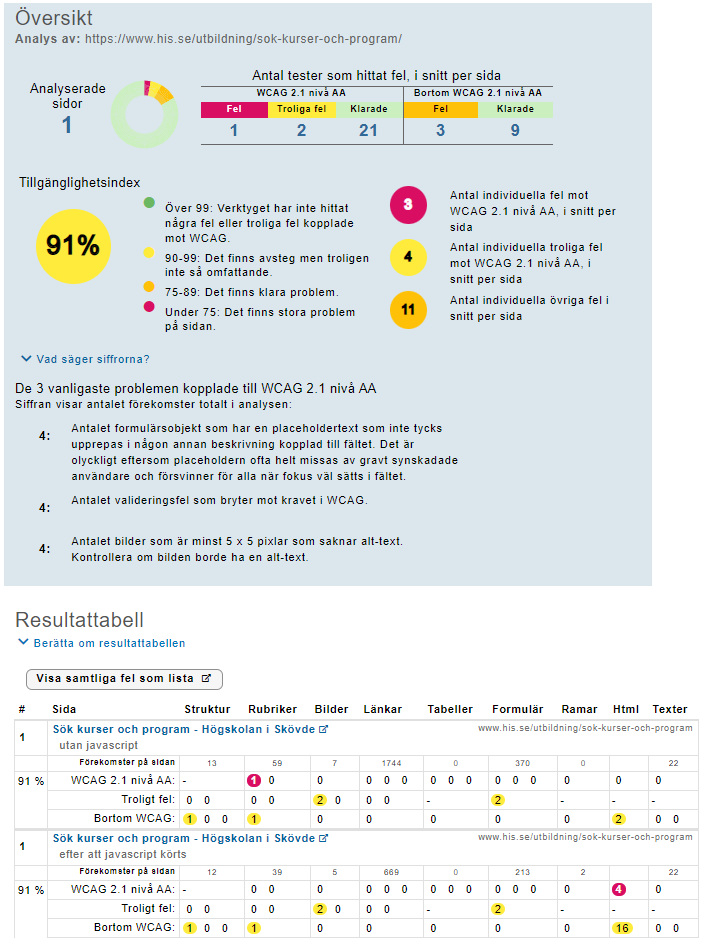 Översikt
Analys av: https://www.his.se/utbildning/sok-kurser-och-program/
Analyserade
sidor
1
Antal tester som hittat fel, i snitt per sida
WCAG 2.1 nivå AA Bortom WCAG 2.1 nivå AA
Fel Troliga fel Klarade Fel Klarade
1 2 21 3 9
Tillgänglighetsindex
91%
Över 99: Verktyget har inte hittat
några fel eller troliga fel kopplade
mot WCAG.
90-99: Det finns avsteg men troligen
inte så omfattande.
75-89: Det finns klara problem.
Under 75: Det finns stora problem
på sidan.
3 Antal individuella fel mot
WCAG 2.1 nivå AA, i snitt per
sida
4 Antal individuella troliga fel
mot WCAG 2.1 nivå AA, i
snitt per sida
11 Antal individuella övriga fel i
snitt per sida
Vad säger siffrorna?
De 3 vanligaste problemen kopplade till WCAG 2.1 nivå AA
Siffran visar antalet förekomster totalt i analysen:
4: Antalet formulärsobjekt som har en placeholdertext som inte tycks
upprepas i någon annan beskrivning kopplad till fältet. Det är
olyckligt eftersom placeholdern ofta helt missas av gravt synskadade
användare och försvinner för alla när fokus väl sätts i fältet.
4: Antalet valideringsfel som bryter mot kravet i WCAG.
4: Antalet bilder som är minst 5 x 5 pixlar som saknar alt-text.
Kontrollera om bilden borde ha en alt-text.
Resultattabell
Berätta om resultattabellen
Visa samtliga fel som lista
# Sida Struktur Rubriker Bilder Länkar Tabeller Formulär Ramar Html Texter
1 Sök kurser och program - Högskolan i Skövde www.his.se/utbildning/sok-kurser-och-program
utan javascript
Förekomster på sidan 13 59 7 1744 0 370 0 22
91 % WCAG 2.1 nivå AA: - 1 0 0 0 0 0 0 0 0 0 0 0 0 0 0
Troligt fel: 0 0 0 0 2 0 0 0 - 2 - - -
Bortom WCAG: 1 0 0 1 0 0 0 0 0 2 0 0
1 Sök kurser och program - Högskolan i Skövde www.his.se/utbildning/sok-kurser-och-program
efter att javascript körts
Förekomster på sidan 12 39 5 669 0 213 2 22
91 % WCAG 2.1 nivå AA: - 0 0 0 0 0 0 0 0 0 0 0 0 0 4 0
Troligt fel: 0 0 0 0 2 0 0 0 - 2 - - -
Bortom WCAG: 1 0 0 1 0 0 0 0 0 16 0 0